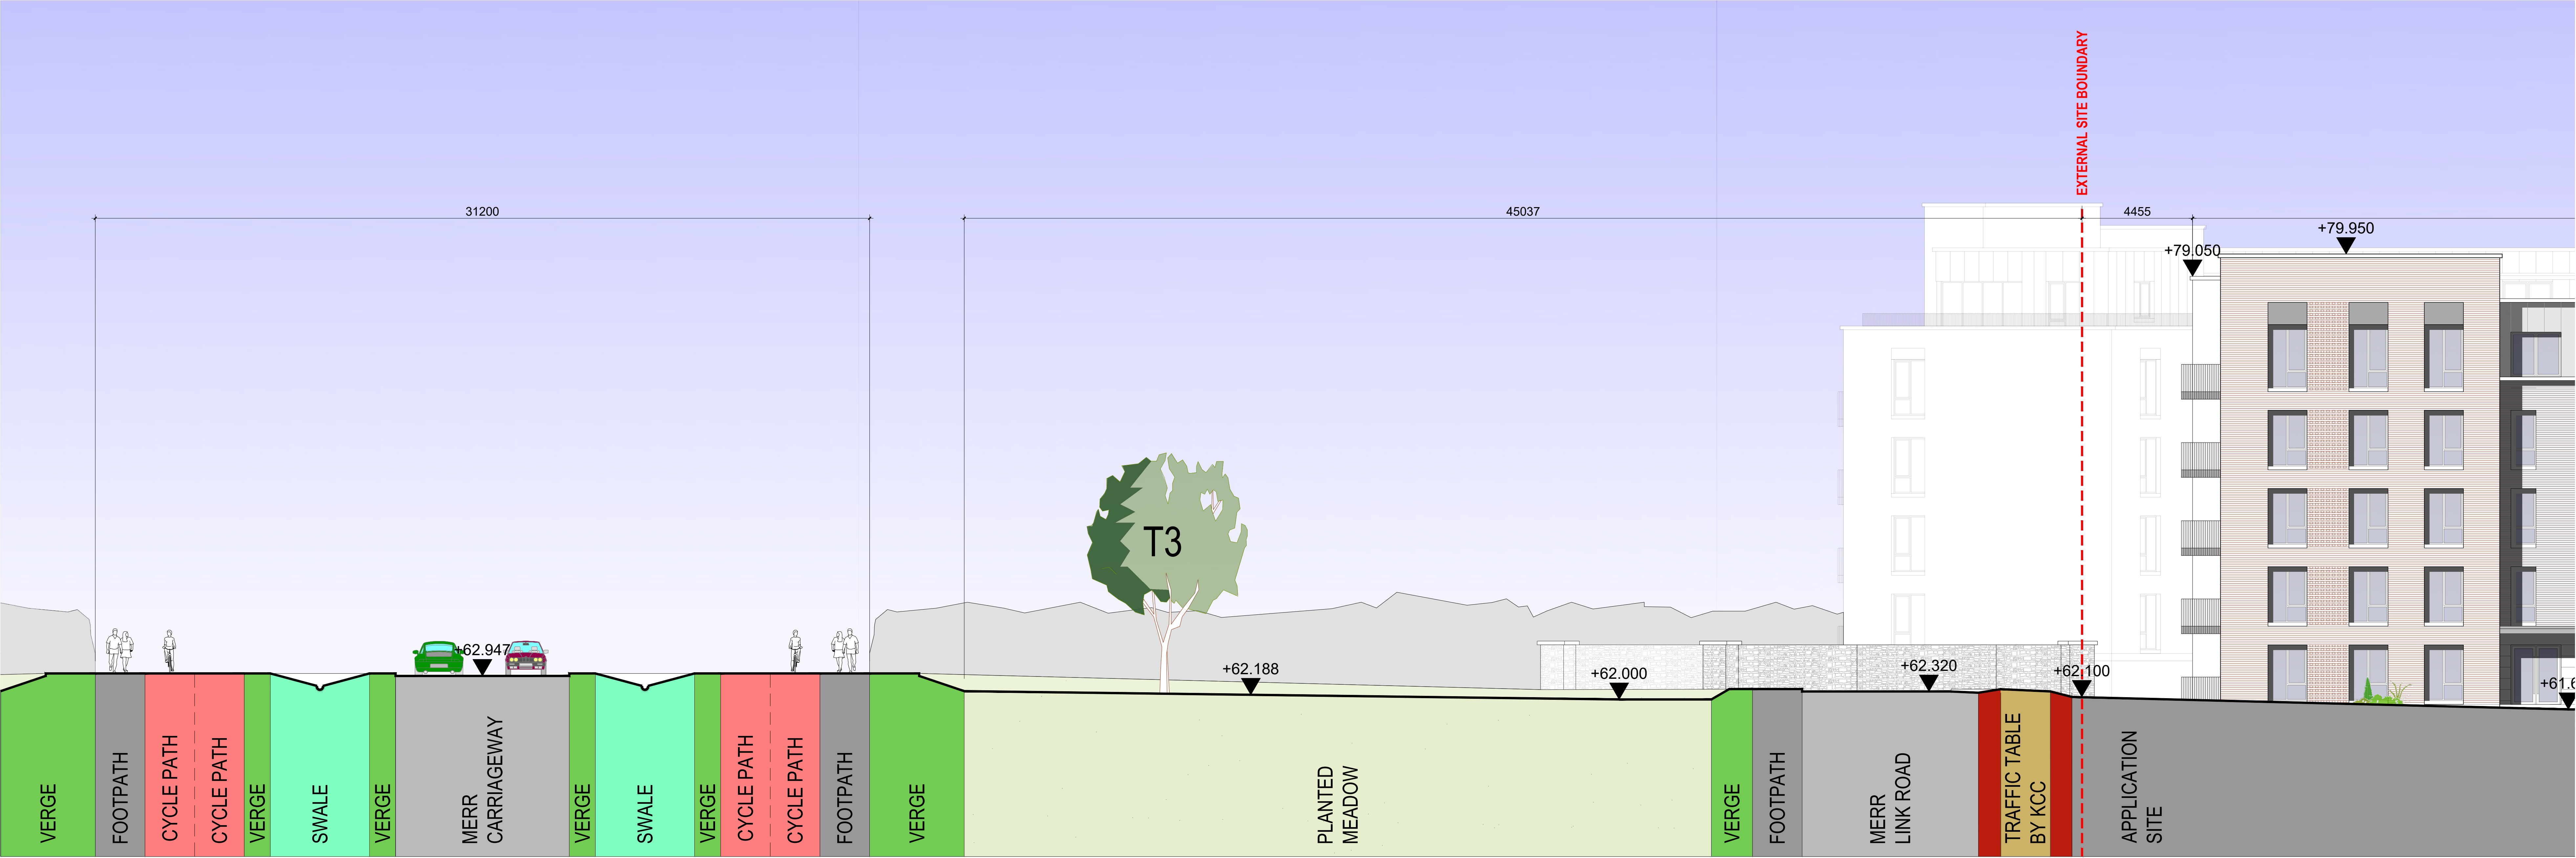 EXTERNAL SITE BOUNDARY
31200
45037
4455
+79.950
+79.050
T3
+62.947
+62.188
+62.000
+62.320
+62.100
+61.6
VERGE
FOOTPATH
CYCLE PATH
CYCLE PATH
VERGE
SWALE
VERGE
MERR
CARRIAGEWAY
VERGE
SWALE
VERGE
CYCLE PATH
CYCLE PATH
FOOTPATH
VERGE
PLANTED
MEADOW
VERGE
FOOTPATH
MERR
LINK ROAD
TRAFFIC TABLE
BY KCC
APPLICATION
SITE